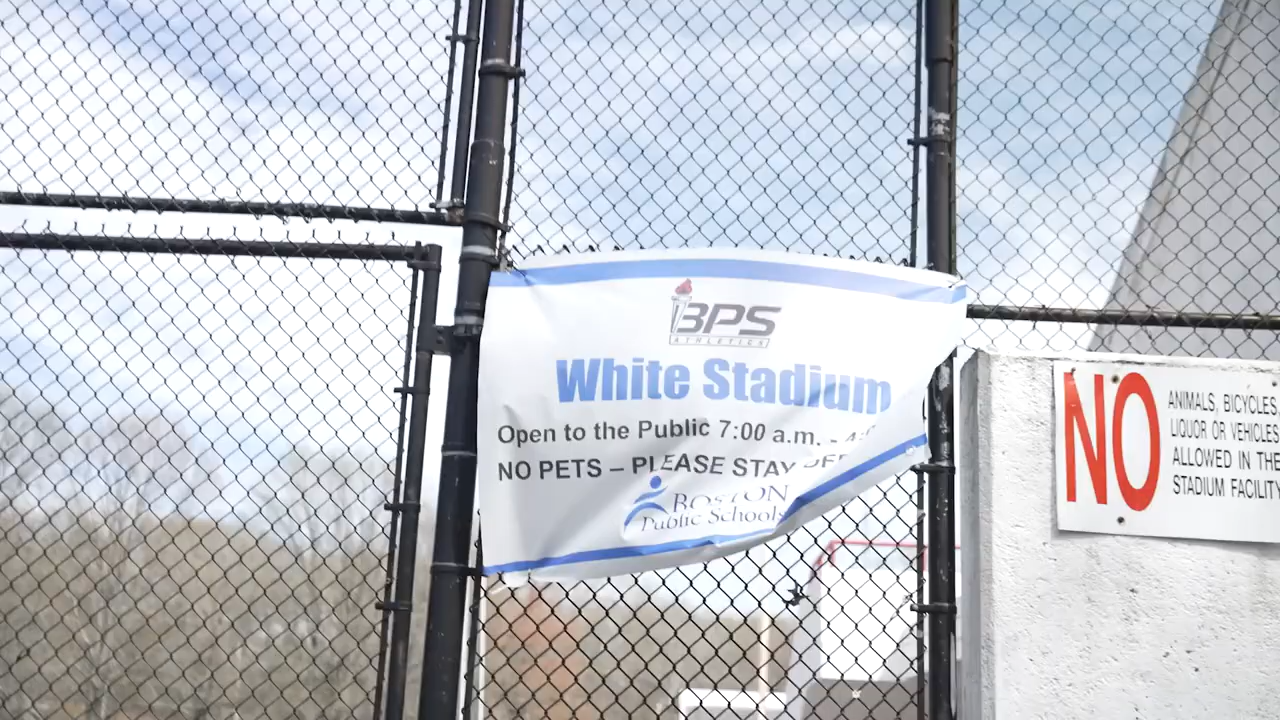 BPS
ATHLETICS
White Stadium
Open to the Public 7:00 a.m. -
NO PETS – PLEASE STAY OFF
BOSTON
Public Schools
NO
ANIMALS, BICYCLES
LIQUOR OR VEHICLES
ALLOWED IN THE
STADIUM FACILITY